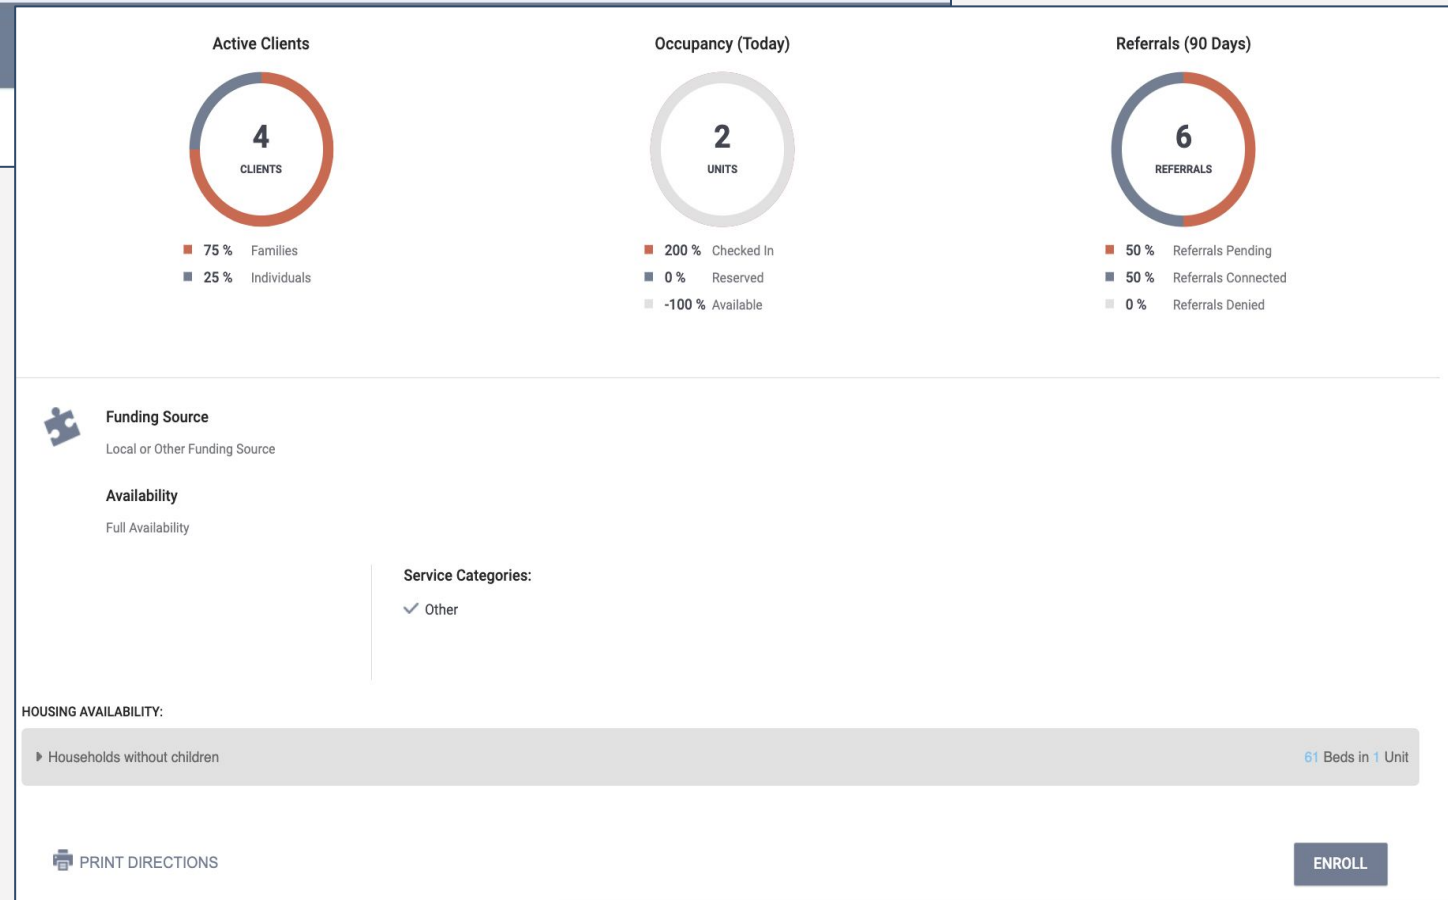 Active Clients
4
CLIENTS
75 % Families
25 % Individuals
Occupancy (Today)
2
UNITS
200 % Checked In
0 % Reserved
-100 % Available
Referrals (90 Days)
6
REFERRALS
50 % Referrals Pending
50 % Referrals Connected
0 % Referrals Denied
Funding Source
Local or Other Funding Source
Availability
Full Availability
Service Categories:
Other
HOUSING AVAILABILITY:
Households without children 61 Beds in 1 Unit
PRINT DIRECTIONS
ENROLL